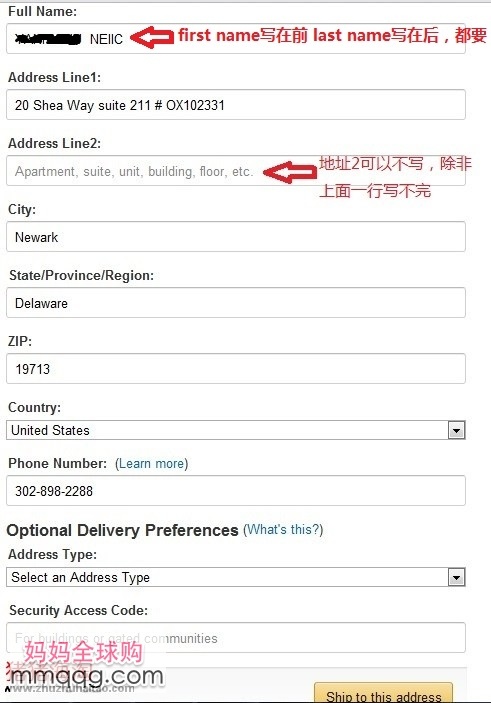 Full Name:
NEIIC
first name写在前 last name写在后，都要
Address Line1:
20 Shea Way suite 211 # OX102331
Address Line2:
Apartment, suite, unit, building, floor, etc.
地址2可以不写，除非
上面一行写不完
City:
Newark
State/Province/Region:
Delaware
ZIP:
19713
Country:
United States
Phone Number: (Learn more)
302-898-2288
Optional Delivery Preferences (What's this?)
Address Type:
Select an Address Type
Security Access Code:
For buildings or gated communities
妈妈全球购
mmqqg.com
www.zhuzhuhaitao.com
Ship to this address